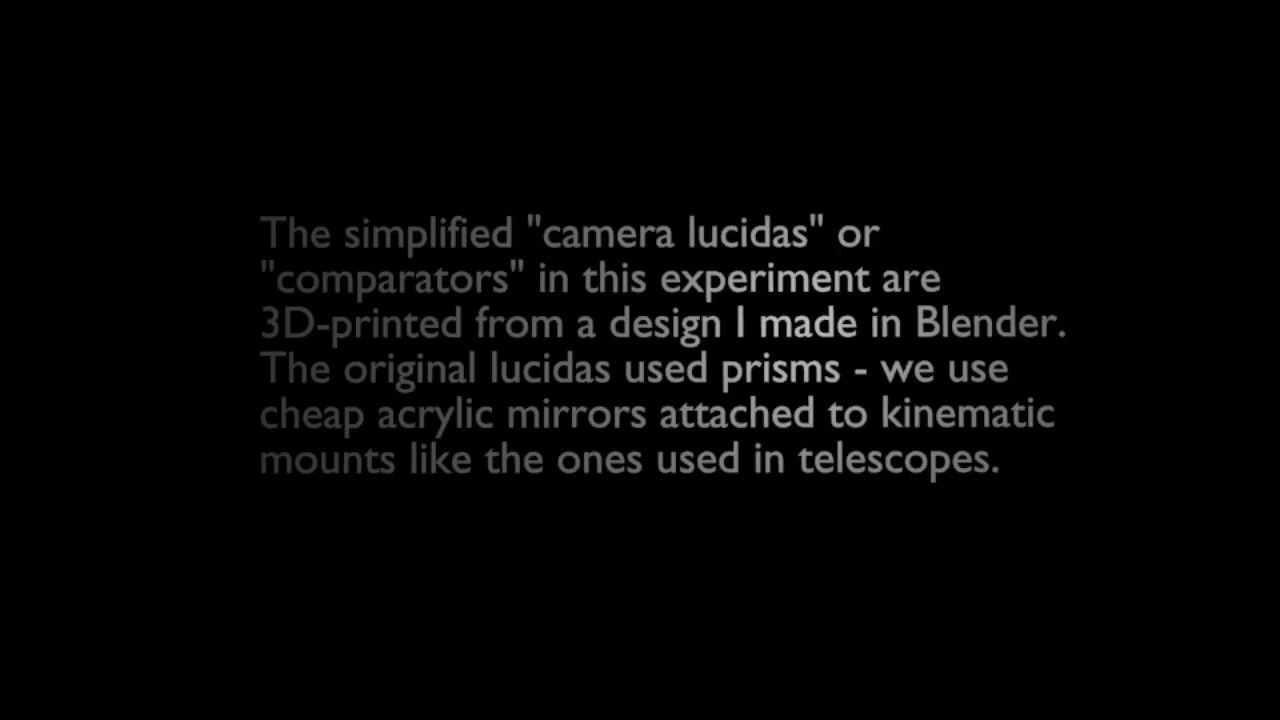 The simplified "camera lucidas" or
"comparators" in this experiment are
3D-printed from a design I made in Blender.
The original lucidas used prisms - we use
cheap acrylic mirrors attached to kinematic
mounts like the ones used in telescopes.